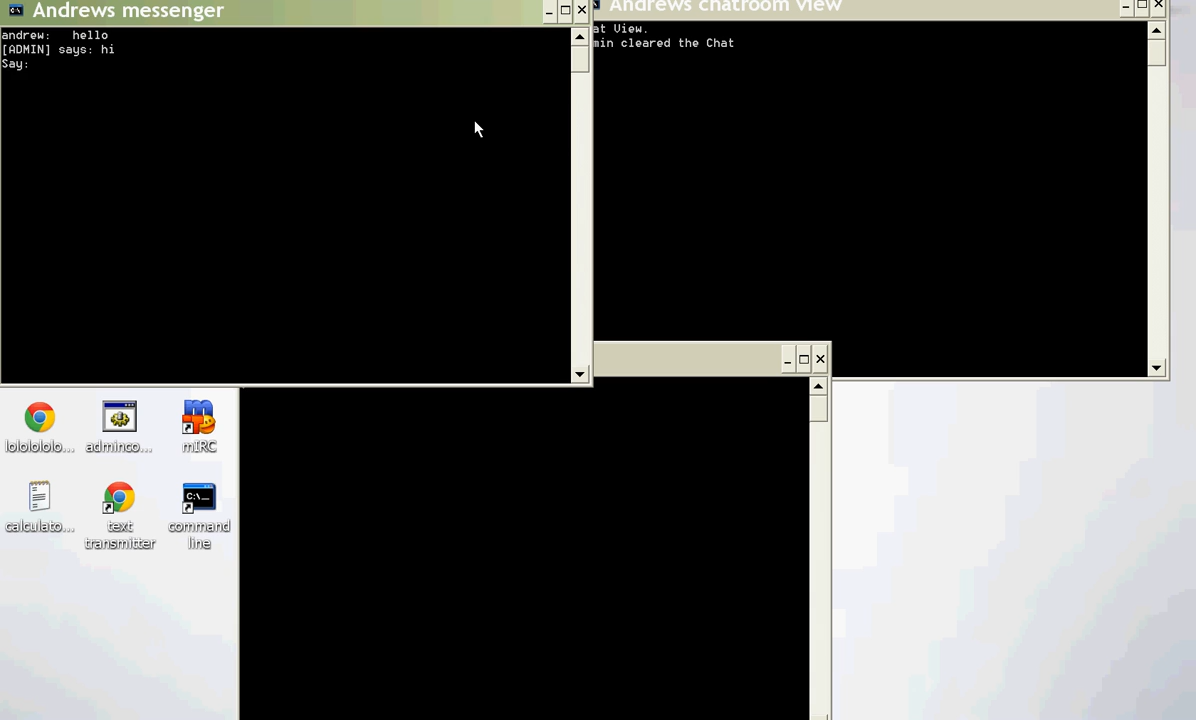 Andrews messenger
andrew:   hello
[ADMIN] says: hi
Say:
Andrews chatroom view
at View.
min cleared the Chat
lolololol...
adminco...
mIRC
calculato...
text
transmitter
command
line